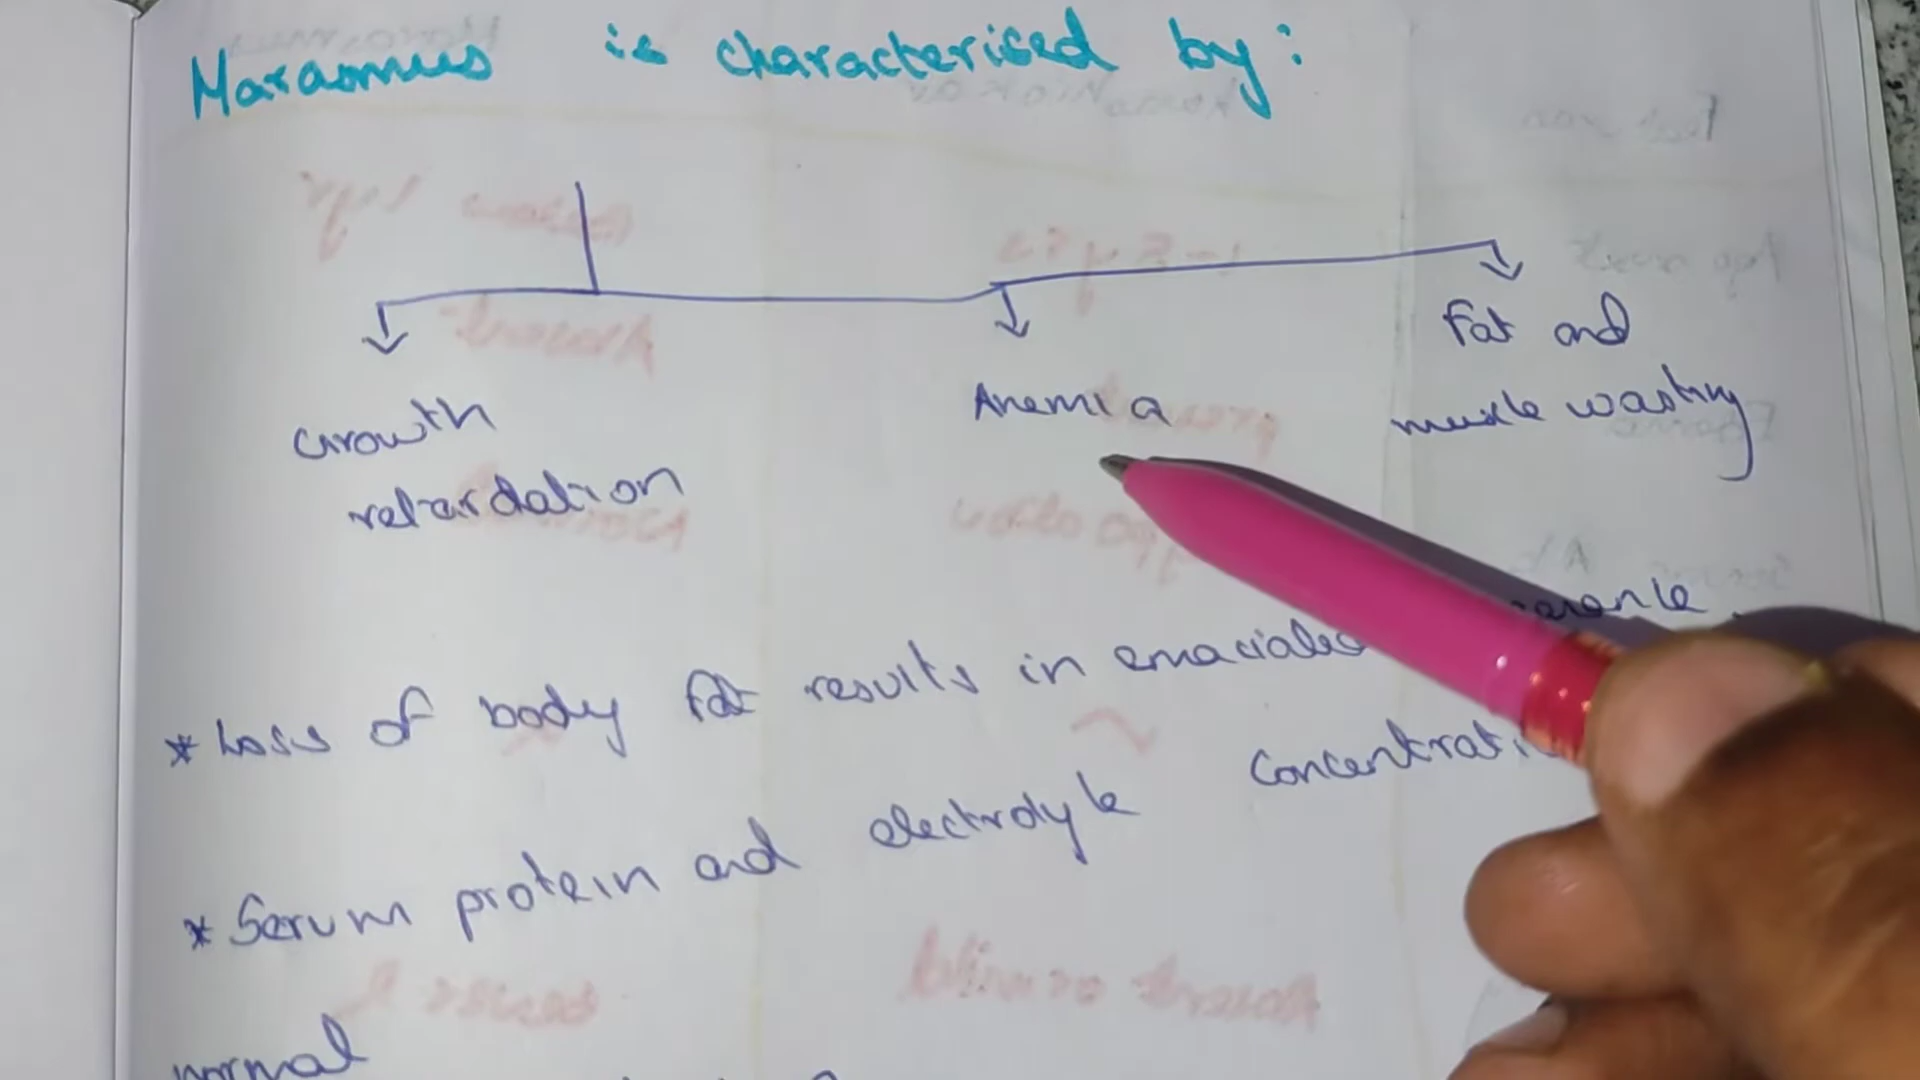 Marasmus is characterised by:
Growth
retardation
Anemia
Fat and
muscle wasting
* Loss of body fat results in emaciated
* Serum protein and electrolyte concentrati
normal